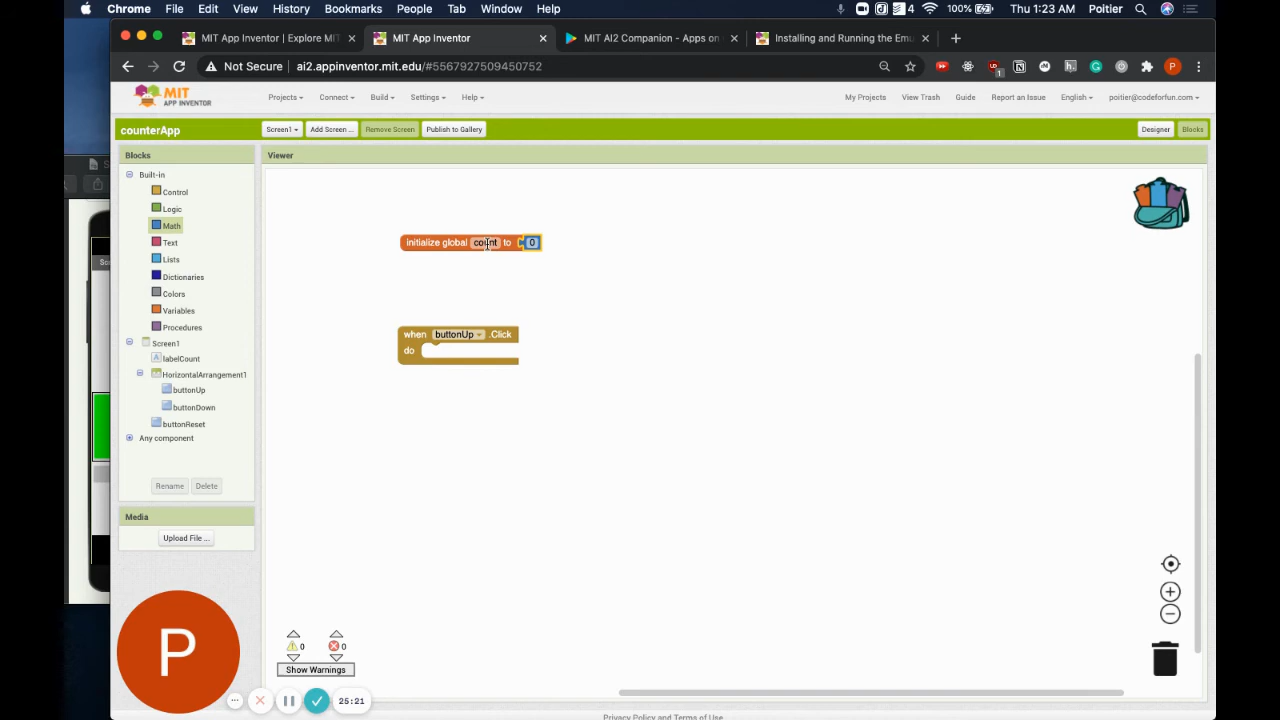 Chrome File Edit View History Bookmarks People Tab Window Help 4 100% Thu 1:23 AM Poitier
MIT App Inventor | Explore MIT
MIT App Inventor
MIT AI2 Companion - Apps on
Installing and Running the Emu
Not Secure | ai2.appinventor.mit.edu/#5567927509450752
1
P
MIT APP INVENTOR
Projects Connect Build Settings Help My Projects View Trash Guide Report an Issue English poitier@codeforfun.com
counterApp Screen1 Add Screen ... Remove Screen Publish to Gallery Designer Blocks
Blocks
Viewer
Built-in
Control
Logic
Math
Text
Lists
Dictionaries
Colors
Variables
Procedures
Screen1
labelCount
HorizontalArrangement1
buttonUp
buttonDown
buttonReset
Any component
Rename Delete
Media
Upload File ...
initialize global count to 0
when buttonUp .Click
do
P
0 0
Show Warnings
25:21
Privacy Policy and Terms of Use